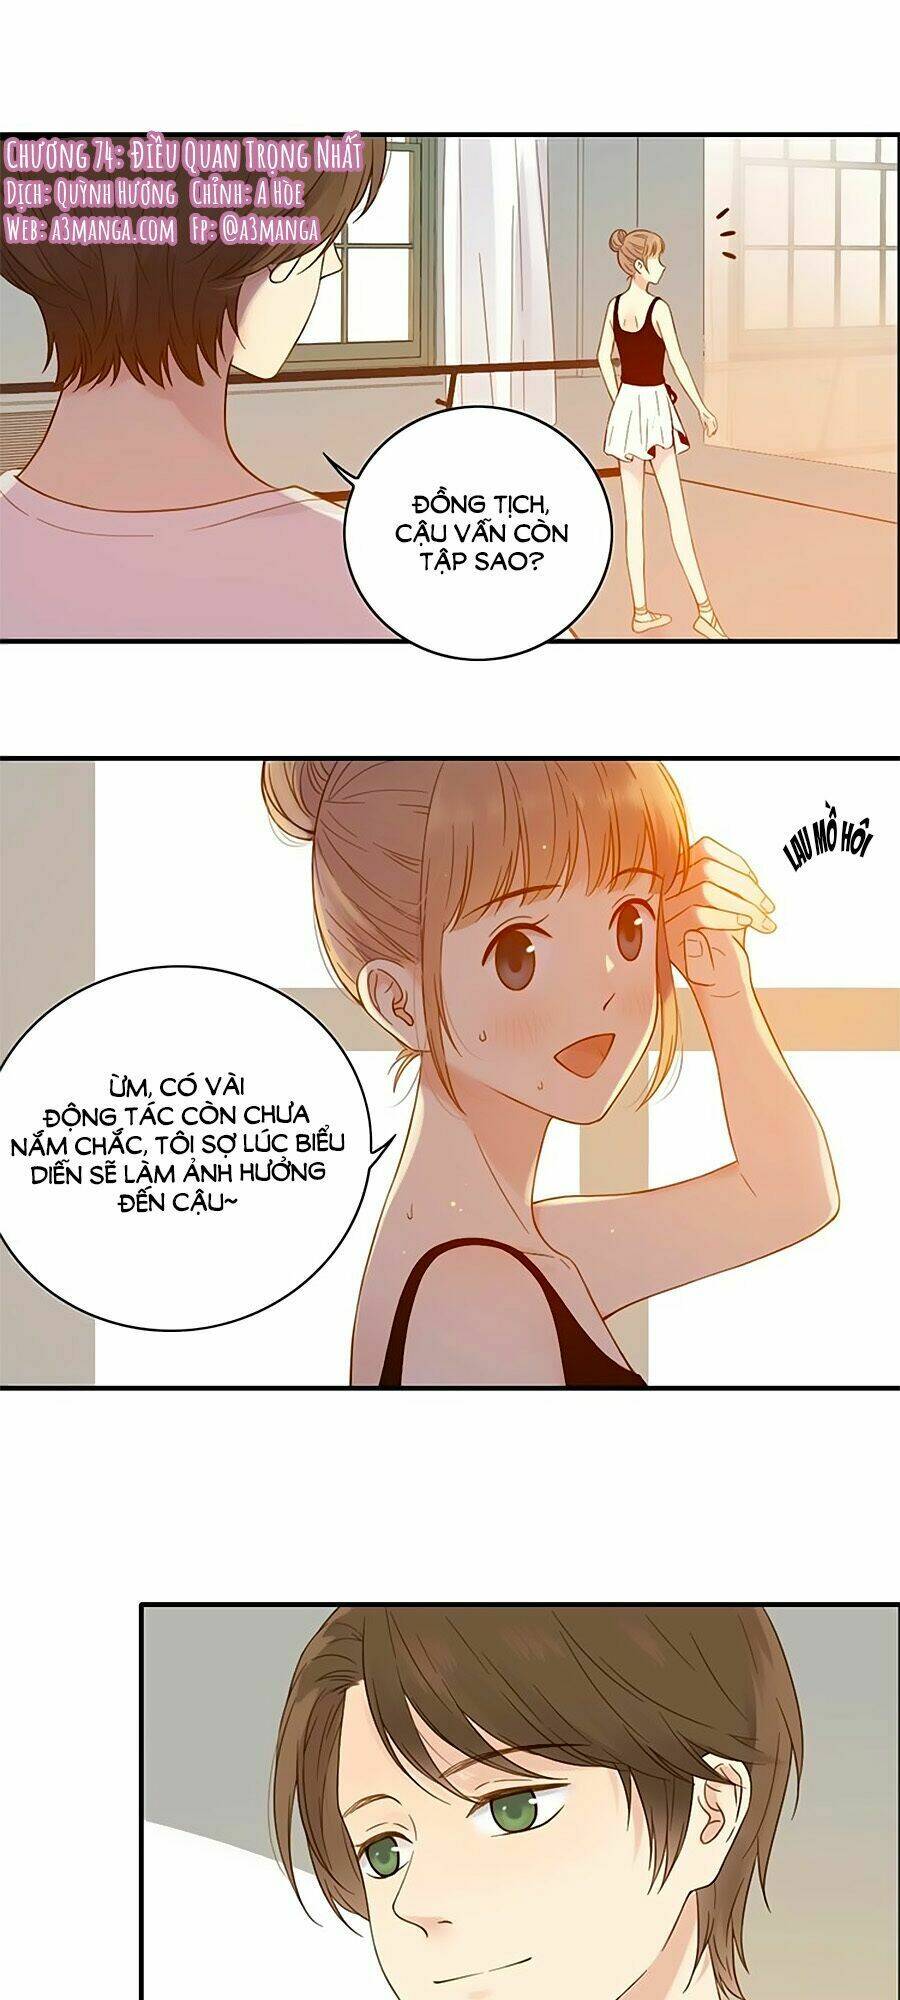 Chương 74: Điều Quan Trọng Nhất
Dịch: Quỳnh Hương Chỉnh: A Hòe
Web: a3manga.com Fp: @a3manga
ĐỒNG TỊCH,
CẬU VẪN CÒN
TẬP SAO?
LAU MỒ HÔI
ỪM, CÓ VÀI
ĐỘNG TÁC CÒN CHƯA
NẮM CHẮC, TÔI SỢ LÚC BIỂU
DIỄN SẼ LÀM ẢNH HƯỞNG
ĐẾN CẬU~